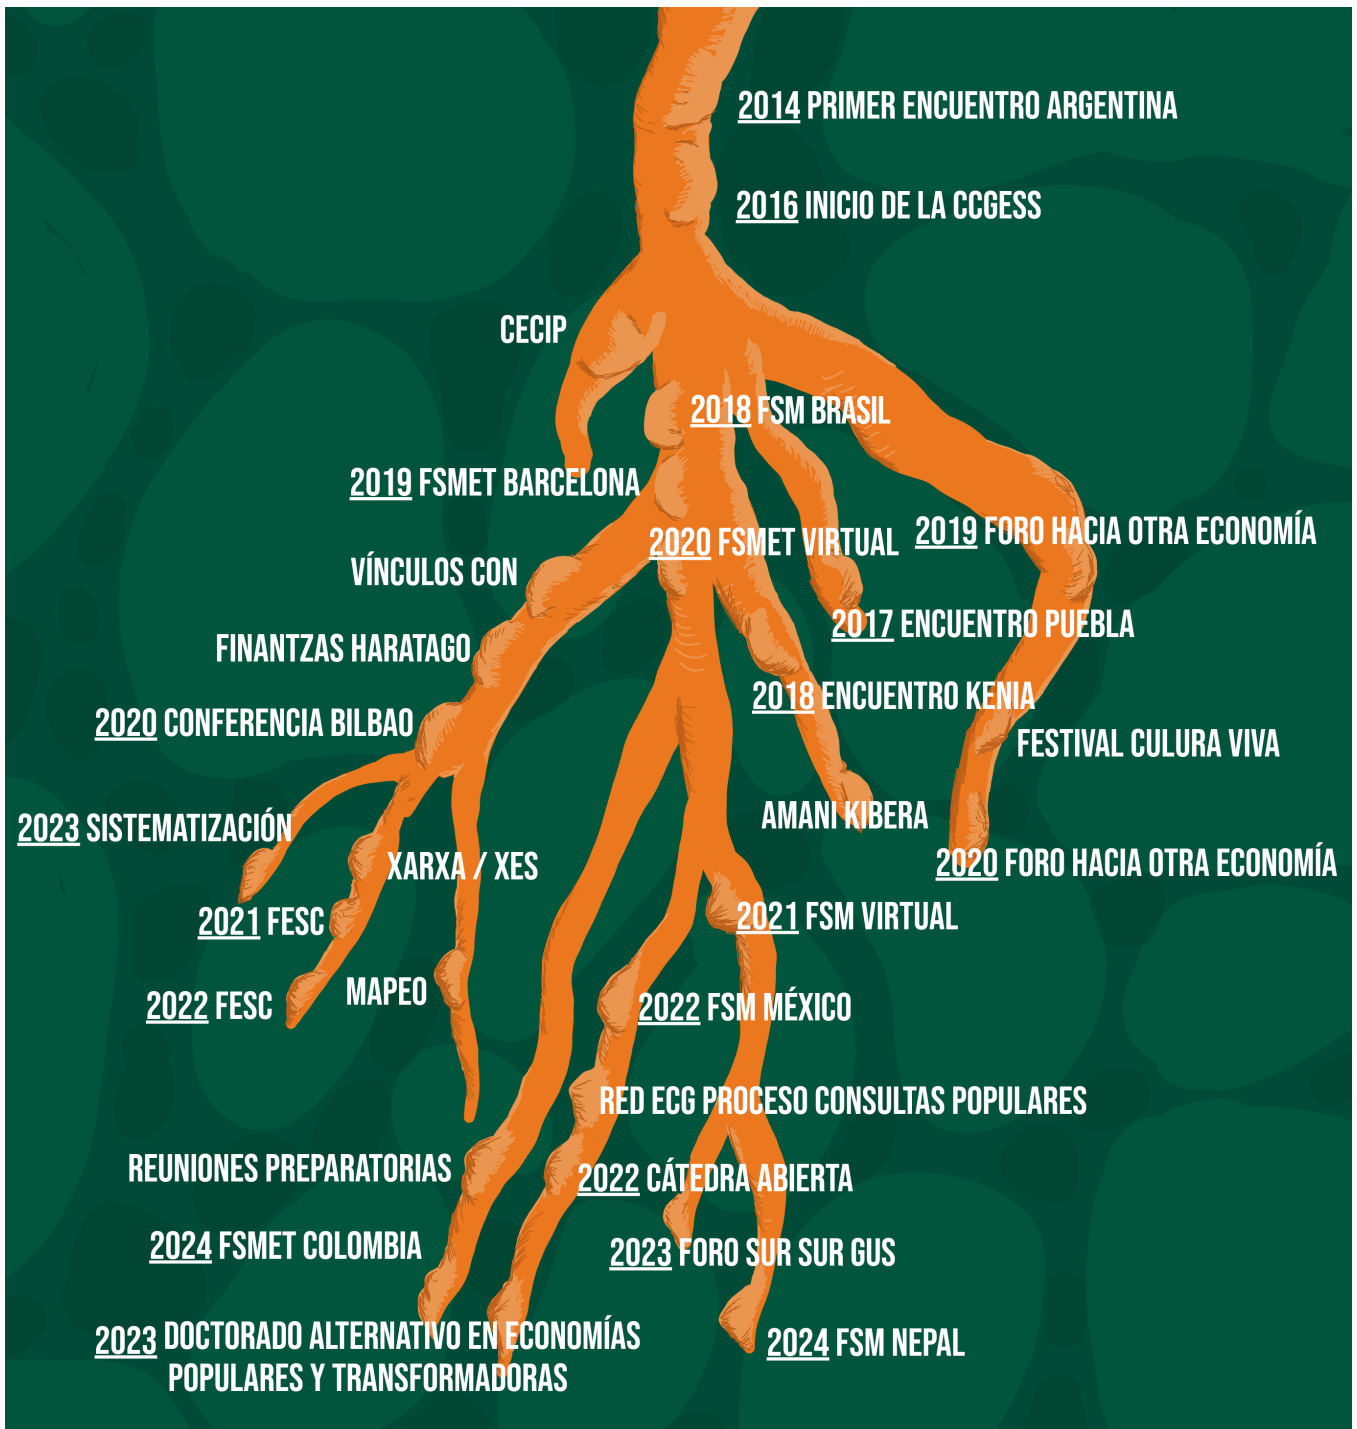 2014 PRIMER ENCUENTRO ARGENTINA
2016 INICIO DE LA CCGESS
CECIP
2018 FSM BRASIL
2019 FSMET BARCELONA
2020 FSMET VIRTUAL
2019 FORO HACIA OTRA ECONOMÍA
VÍNCULOS CON
2017 ENCUENTRO PUEBLA
FINANTZAS HARATAGO
2018 ENCUENTRO KENIA
2020 CONFERENCIA BILBAO
FESTIVAL CULURA VIVA
AMANI KIBERA
2023 SISTEMATIZACIÓN
XARXA / XES
2020 FORO HACIA OTRA ECONOMÍA
2021 FESC
2021 FSM VIRTUAL
MAPEO
2022 FESC
2022 FSM MÉXICO
RED ECG PROCESO CONSULTAS POPULARES
REUNIONES PREPARATORIAS
2022 CÁTEDRA ABIERTA
2024 FSMET COLOMBIA
2023 FORO SUR SUR GUS
2023 DOCTORADO ALTERNATIVO EN ECONOMÍAS
POPULARES Y TRANSFORMADORAS
2024 FSM NEPAL